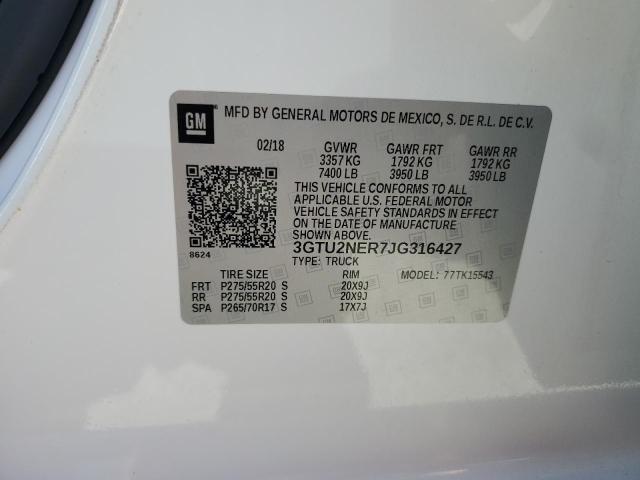 GM
MFD BY GENERAL MOTORS DE MEXICO, S. DE R.L. DE C.V.
02/18 GVWR GAWR FRT GAWR RR
3357 KG 1792 KG 1792 KG
7400 LB 3950 LB 3950 LB
THIS VEHICLE CONFORMS TO ALL
APPLICABLE U.S. FEDERAL MOTOR
VEHICLE SAFETY STANDARDS IN EFFECT
ON THE DATE OF MANUFACTURE
SHOWN ABOVE.
8624
3GTU2NER7JG316427
TYPE: TRUCK
TIRE SIZE RIM MODEL: 77TK15543
FRT P275/55R20 S 20X9J
RR P275/55R20 S 20X9J
SPA P265/70R17 S 17X7J